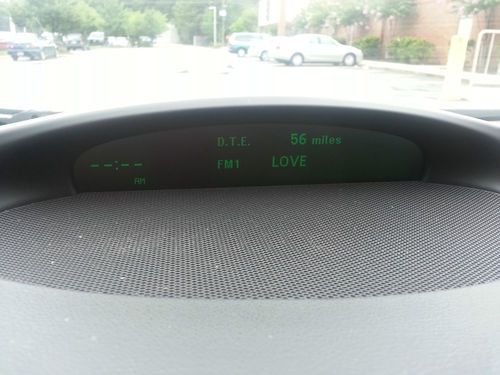 D.T.E. 56 miles
--:-- FM1 LOVE
AM